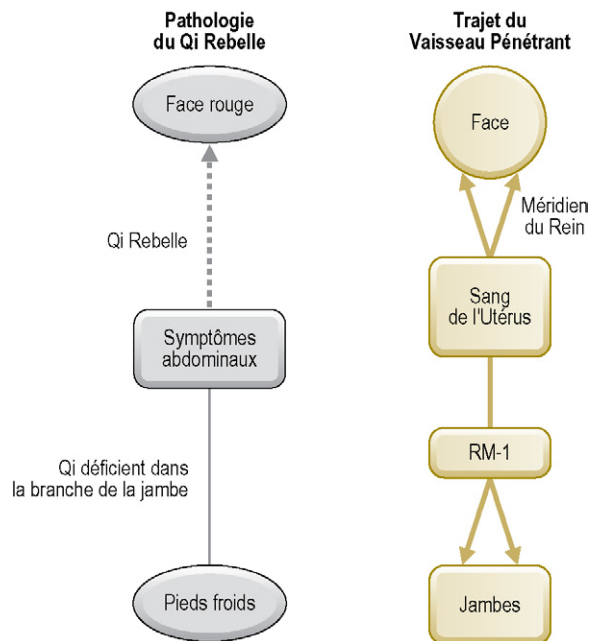 Pathologie
du Qi Rebelle
Face rouge
Qi Rebelle
Symptômes
abdominaux
Qi déficient dans
la branche de la jambe
Pieds froids
Trajet du
Vaisseau Pénétrant
Face
Méridien
du Rein
Sang
de l'Utérus
RM-1
Jambes